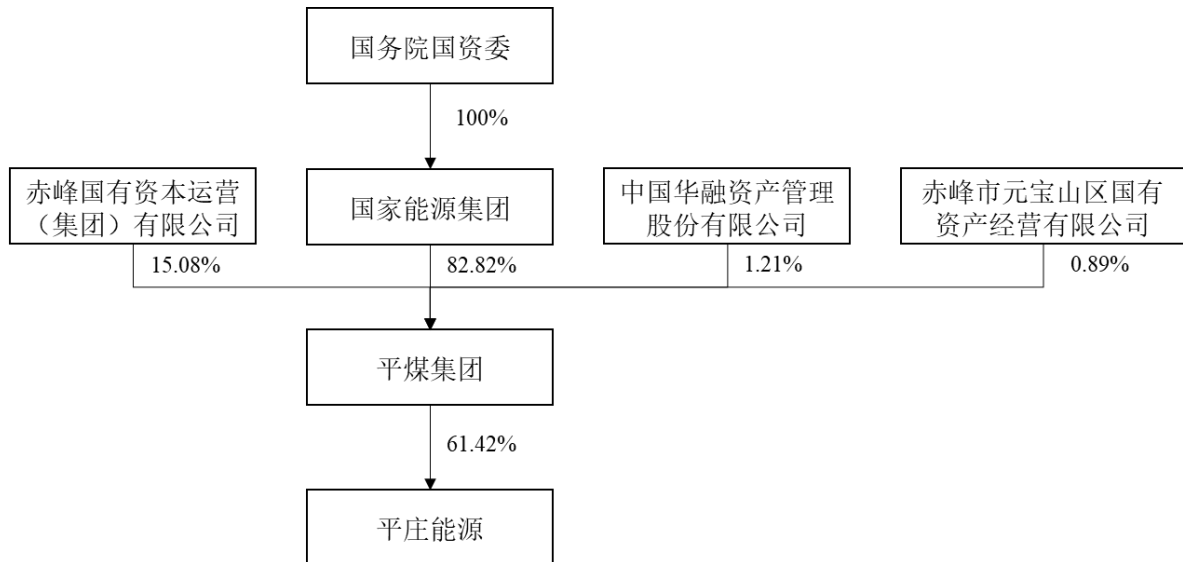 国务院国资委
100%
赤峰国有资本运营
（集团）有限公司
国家能源集团
中国华融资产管理
股份有限公司
赤峰市元宝山区国有
资产经营有限公司
15.08%
82.82%
1.21%
0.89%
平煤集团
61.42%
平庄能源